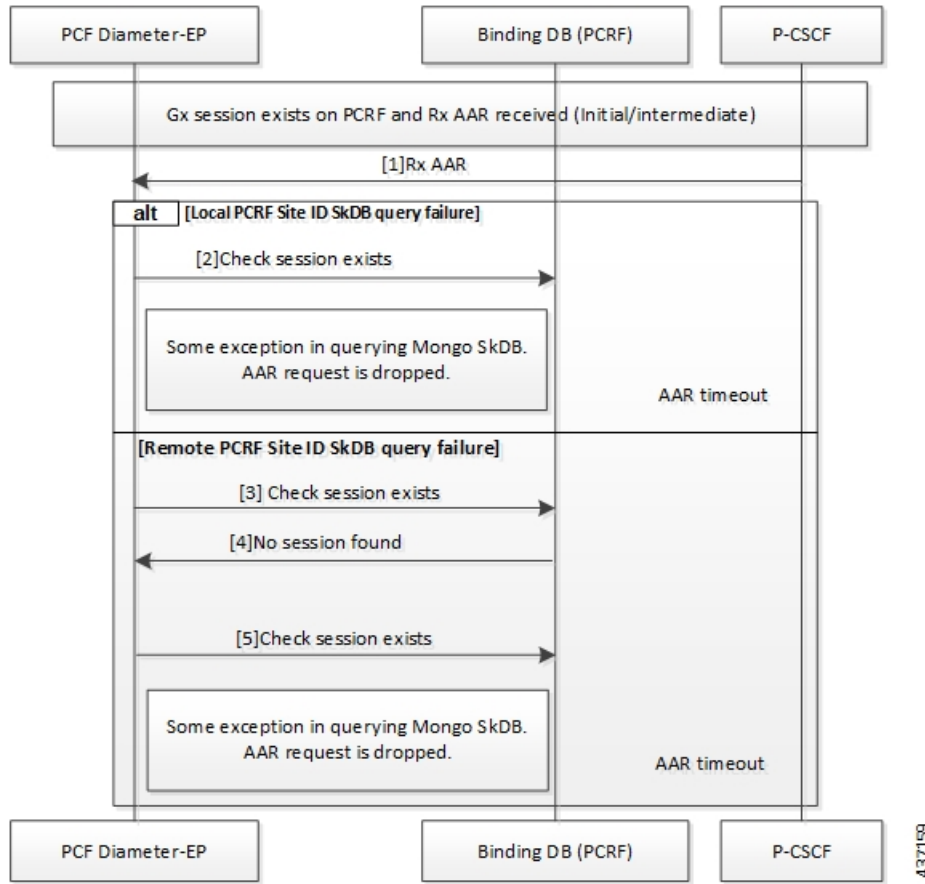 PCF Diameter-EP
Binding DB (PCRF)
P-CSCF
Gx session exists on PCRF and Rx AAR received (Initial/intermediate)
[1]Rx AAR
alt
[Local PCRF Site ID SkDB query failure]
[2]Check session exists
Some exception in querying Mongo SkDB.
AAR request is dropped.
AAR timeout
[Remote PCRF Site ID SkDB query failure]
[3] Check session exists
[4]No session found
[5]Check session exists
Some exception in querying Mongo SkDB.
AAR request is dropped.
AAR timeout
PCF Diameter-EP
Binding DB (PCRF)
P-CSCF
437159